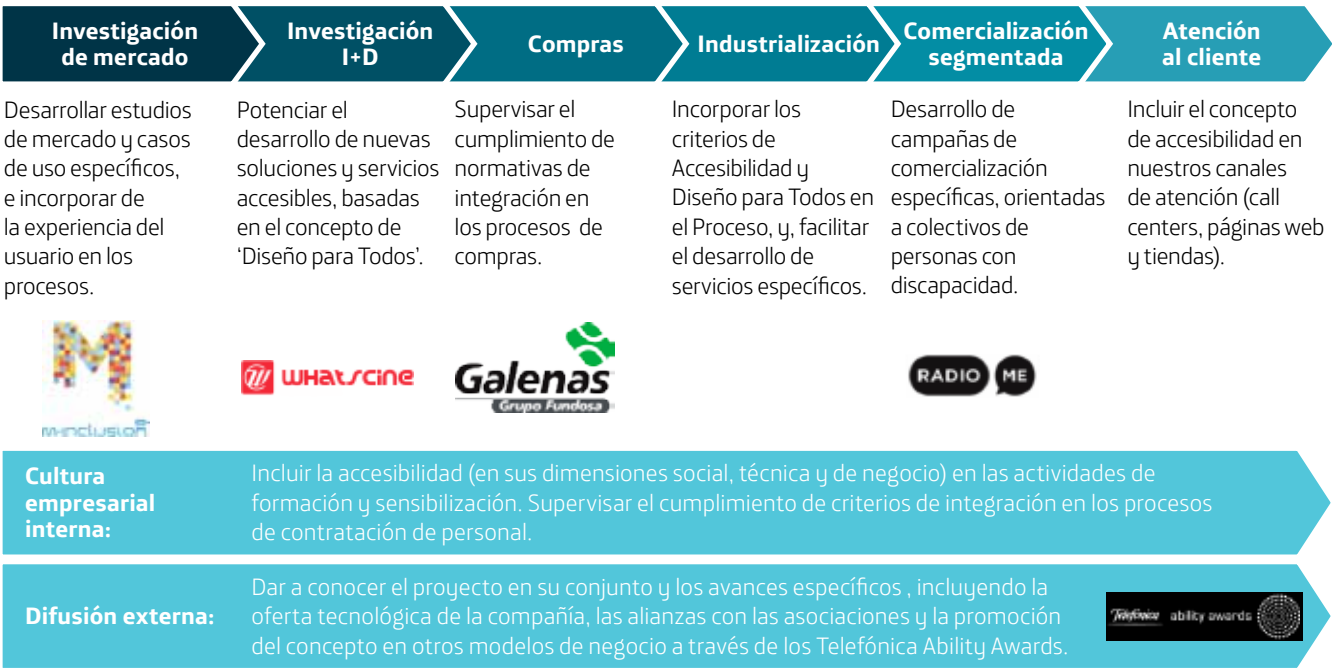 Investigación
de mercado
Investigación
I+D
Compras
Industrialización
Comercialización
segmentada
Atención
al cliente
Desarrollar estudios
de mercado y casos
de uso específicos,
e incorporar de
la experiencia del
usuario en los
procesos.
Potenciar el
desarrollo de nuevas
soluciones y servicios
accesibles, basadas
en el concepto de
‘Diseño para Todos’.
Supervisar el
cumplimiento de
normativas de
integración en
los procesos de
compras.
Incorporar los
criterios de
Accesibilidad y
Diseño para Todos en
el Proceso, y, facilitar
el desarrollo de
servicios específicos.
Desarrollo de
campañas de
comercialización
específicas, orientadas
a colectivos de
personas con
discapacidad.
Incluir el concepto
de accesibilidad en
nuestros canales
de atención (call
centers, páginas web
y tiendas).
M
m-inclusion
WHATSCINE
Galenas
Grupo Fundosa
RADIO ME
Cultura
empresarial
interna:
Incluir la accesibilidad (en sus dimensiones social, técnica y de negocio) en las actividades de
formación y sensibilización. Supervisar el cumplimiento de criterios de integración en los procesos
de contratación de personal.
Difusión externa:
Dar a conocer el proyecto en su conjunto y los avances específicos , incluyendo la
oferta tecnológica de la compañía, las alianzas con las asociaciones y la promoción
del concepto en otros modelos de negocio a través de los Telefónica Ability Awards.
Telefónica ability awards